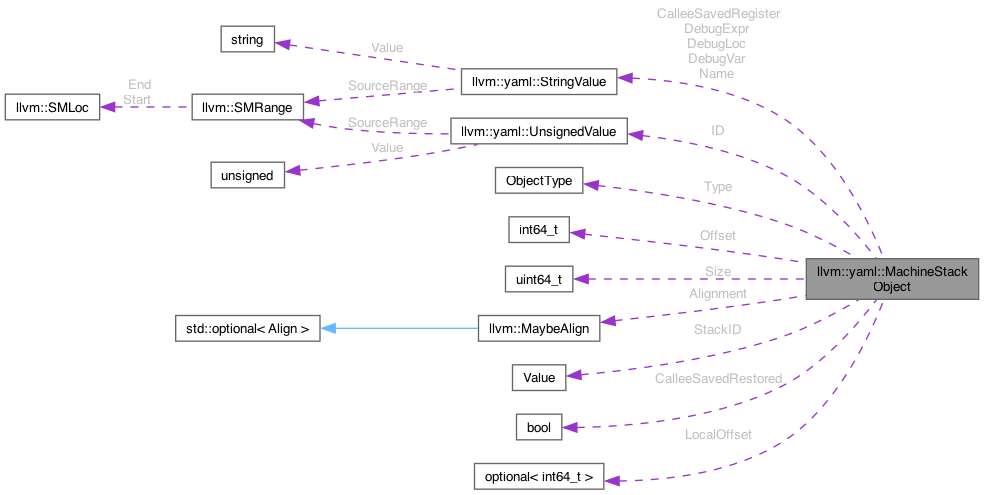 CalleeSavedRegister
DebugExpr
DebugLoc
DebugVar
Name
string
Value
llvm::yaml::StringValue
SourceRange
End
Start
llvm::SMLoc
llvm::SMRange
SourceRange
llvm::yaml::UnsignedValue
ID
Value
unsigned
ObjectType
Type
int64_t
Offset
uint64_t
Size
llvm::yaml::MachineStack
Object
Alignment
std::optional< Align >
llvm::MaybeAlign
StackID
Value
CalleeSavedRestored
bool
LocalOffset
optional< int64_t >